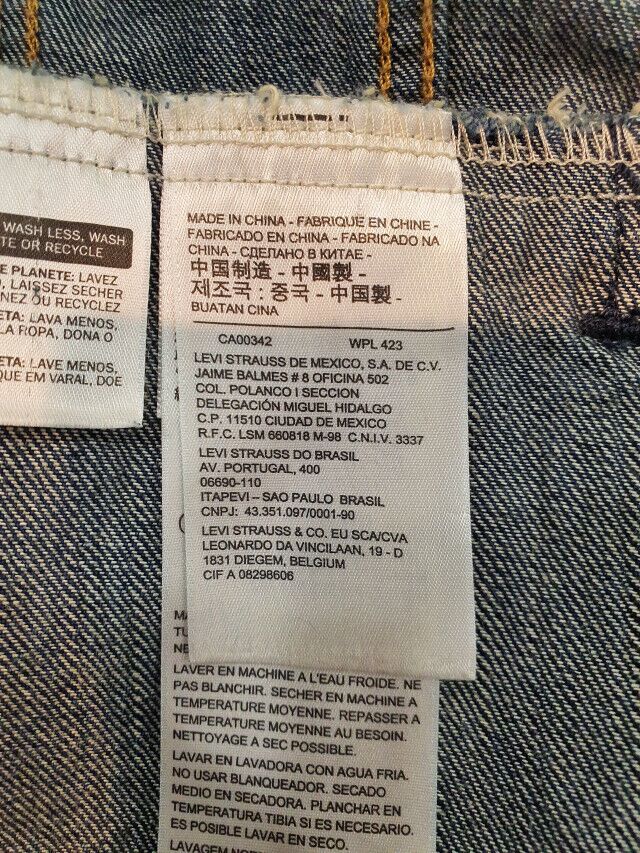 WASH LESS, WASH
TE OR RECYCLE
E PLANETE: LAVEZ
, LAISSEZ SECHER
NEZ OU RECYCLEZ
ETA: LAVA MENOS,
LA ROPA, DONA O
ETA: LAVE MENOS,
QUE EM VARAL, DOE
MADE IN CHINA - FABRIQUE EN CHINE -
FABRICADO EN CHINA - FABRICADO NA
CHINA - СДЕЛАНО В КИТАЕ -
中国制造 - 中國製 -
제조국 : 중국 - 中国製 -
BUATAN CINA
CA00342 WPL 423
LEVI STRAUSS DE MEXICO, S.A. DE C.V.
JAIME BALMES # 8 OFICINA 502
COL. POLANCO I SECCION
DELEGACIÓN MIGUEL HIDALGO
C.P. 11510 CIUDAD DE MEXICO
R.F.C. LSM 660818 M-98 C.N.I.V. 3337
LEVI STRAUSS DO BRASIL
AV. PORTUGAL, 400
06690-110
ITAPEVI – SAO PAULO BRASIL
CNPJ: 43.351.097/0001-90
LEVI STRAUSS & CO. EU SCA/CVA
LEONARDO DA VINCILAAN, 19 - D
1831 DIEGEM, BELGIUM
CIF A 08298606
MA
TU
NE
LAVER EN MACHINE A L'EAU FROIDE. NE
PAS BLANCHIR. SECHER EN MACHINE A
TEMPERATURE MOYENNE. REPASSER A
TEMPERATURE MOYENNE AU BESOIN.
NETTOYAGE A SEC POSSIBLE.
LAVAR EN LAVADORA CON AGUA FRIA.
NO USAR BLANQUEADOR. SECADO
MEDIO EN SECADORA. PLANCHAR EN
TEMPERATURA TIBIA SI ES NECESARIO.
ES POSIBLE LAVAR EN SECO.